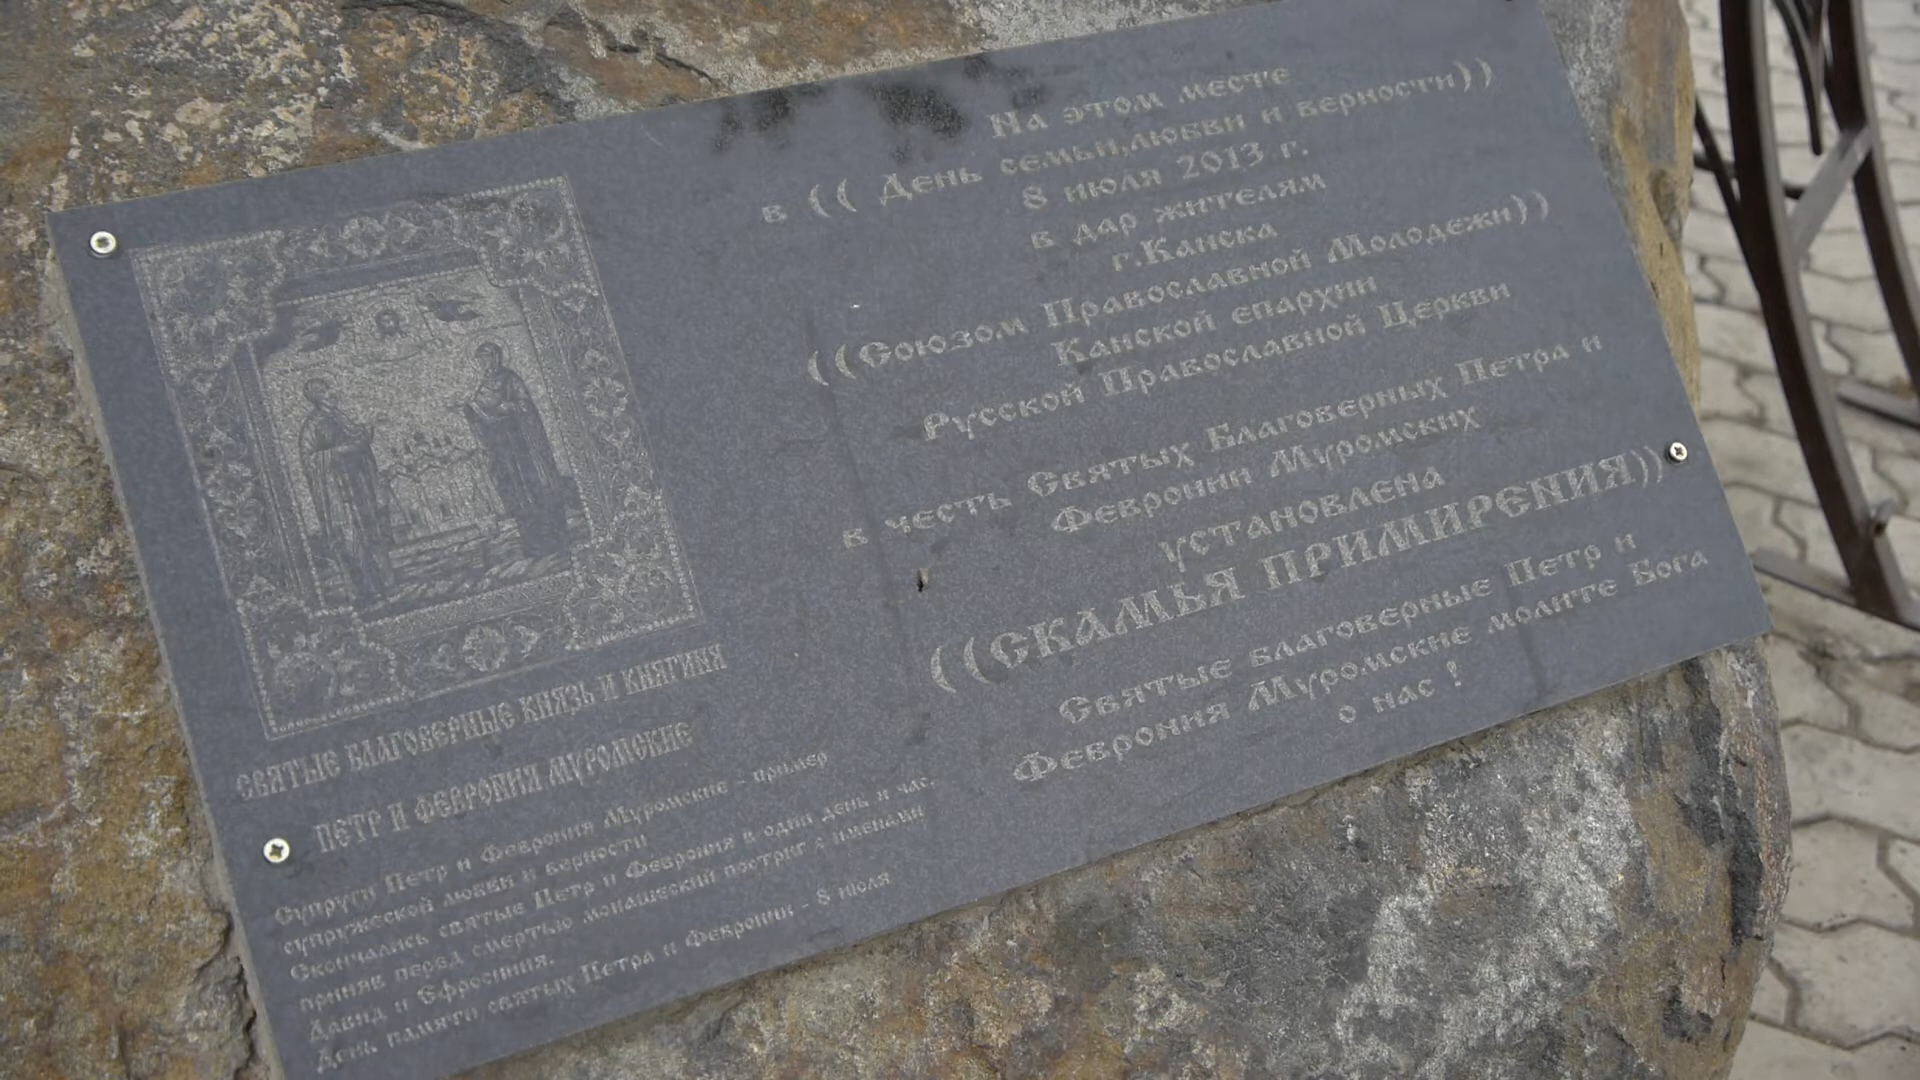 На этом месте
в (( День семьи,любви и верности))
8 июля 2013 г.
в дар жителям
г.Канска
((Союзом Православной Молодежи))
Канской епархии
Русской Православной Церкви
в честь Святых Благоверных Петра и
Февронии Муромских
установлена
((СКАМЬЯ ПРИМИРЕНИЯ))
Святые благоверные Петр и
Феврония Муромские молите Бога
о нас !
СВЯТЫЕ БЛАГОВЕРНЫЕ КНЯЗЬ И КНЯГИНЯ
ПЕТР И ФЕВРОНИЯ МУРОМСКИЕ
Супруги Петр и Феврония Муромские - пример
супружеской любви и верности
Скончались святые Петр и Феврония в один день и час,
приняв перед смертью монашеский постриг с именами
Давид и Ефросиния.
День памяти святых Петра и Февронии - 8 июля